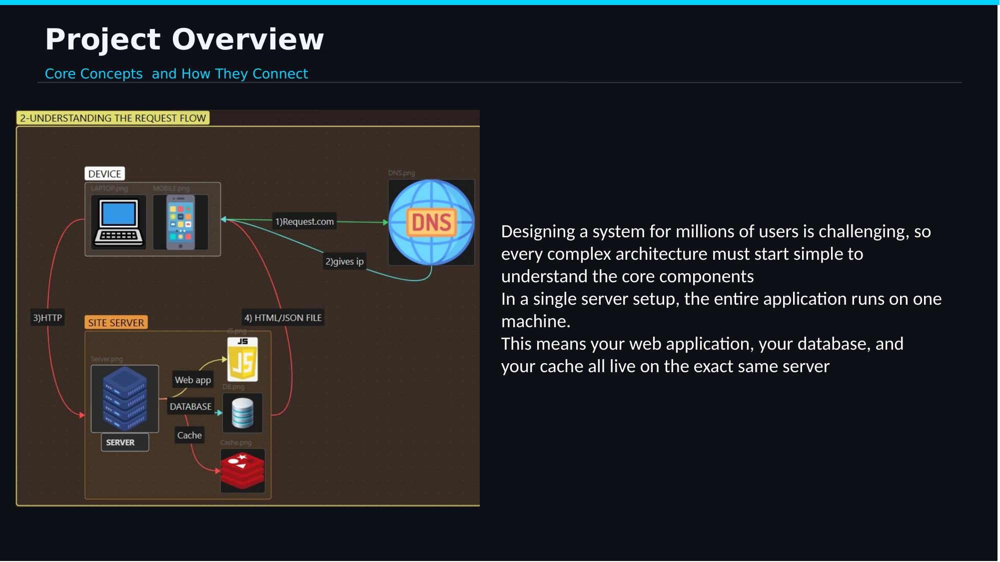 Project Overview
Core Concepts  and How They Connect
2-UNDERSTANDING THE REQUEST FLOW
DEVICE
LAPTOP.png
MOBILE.png
DNS.png
DNS
1)Request.com
2)gives ip
3)HTTP
4) HTML/JSON FILE
SITE SERVER
JS.png
JS
JS
Server.png
Web app
DB.png
DATABASE
Cache
SERVER
Cashe.png
Designing a system for millions of users is challenging, so
every complex architecture must start simple to
understand the core components
In a single server setup, the entire application runs on one
machine.
This means your web application, your database, and
your cache all live on the exact same server